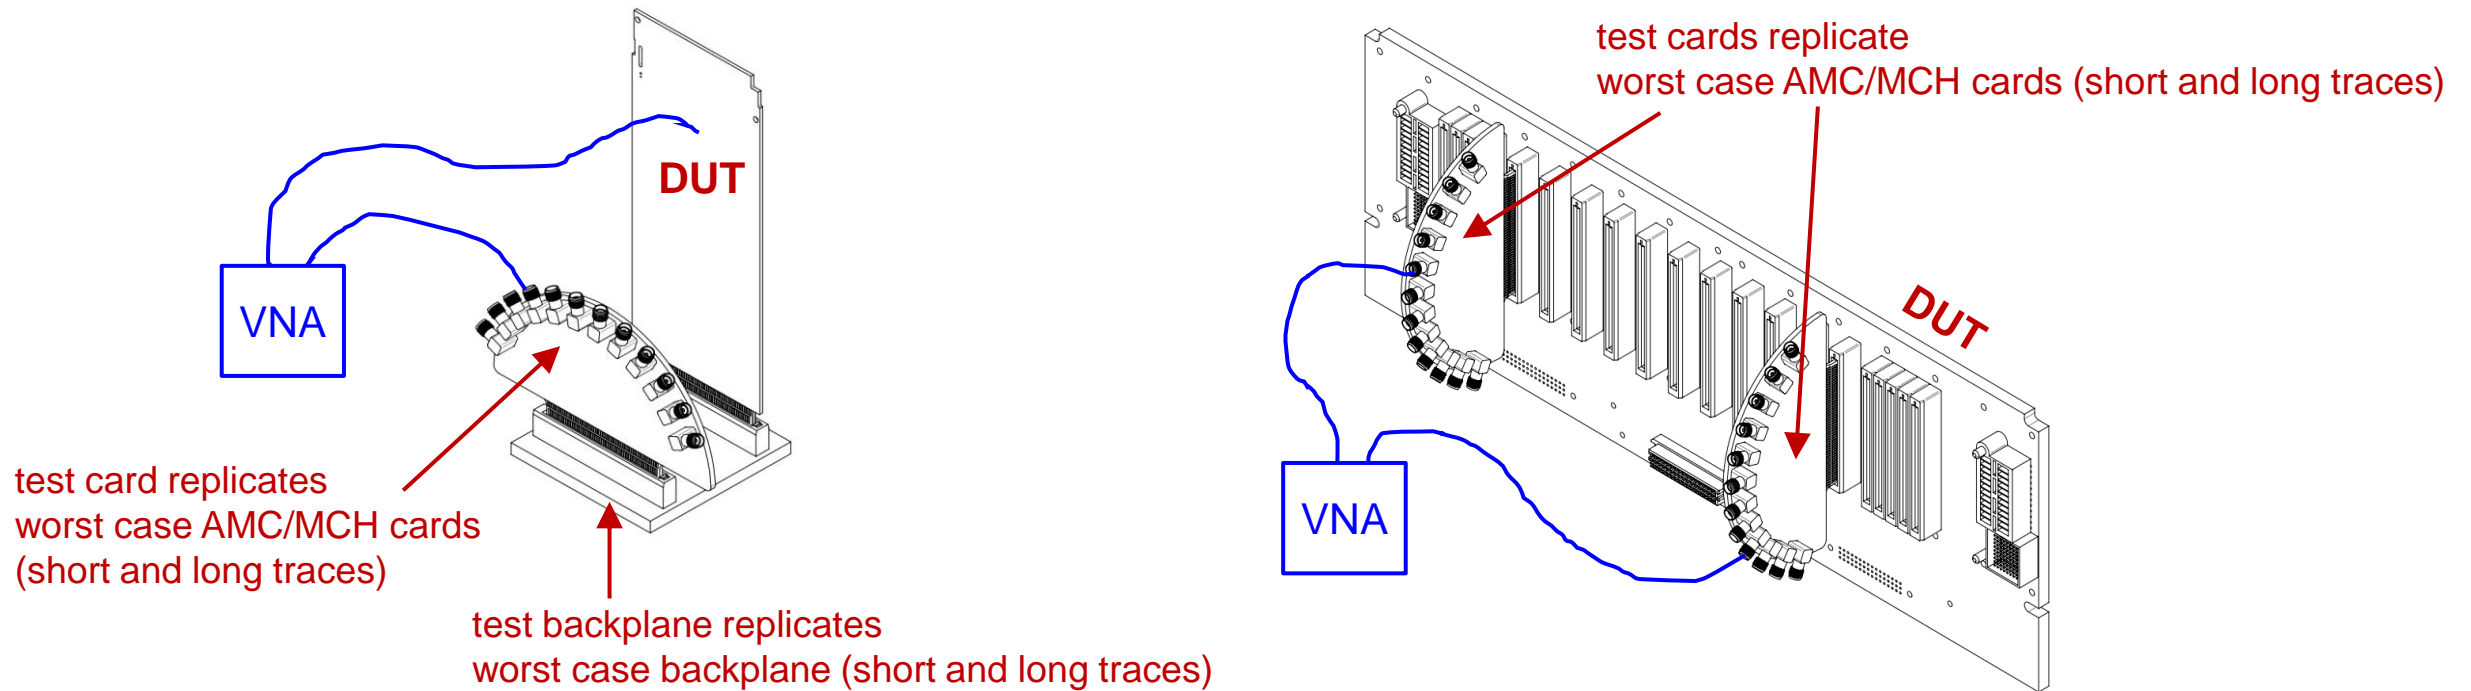 DUT
VNA
test card replicates
worst case AMC/MCH cards
(short and long traces)
test backplane replicates
worst case backplane (short and long traces)
test cards replicate
worst case AMC/MCH cards (short and long traces)
DUT
VNA